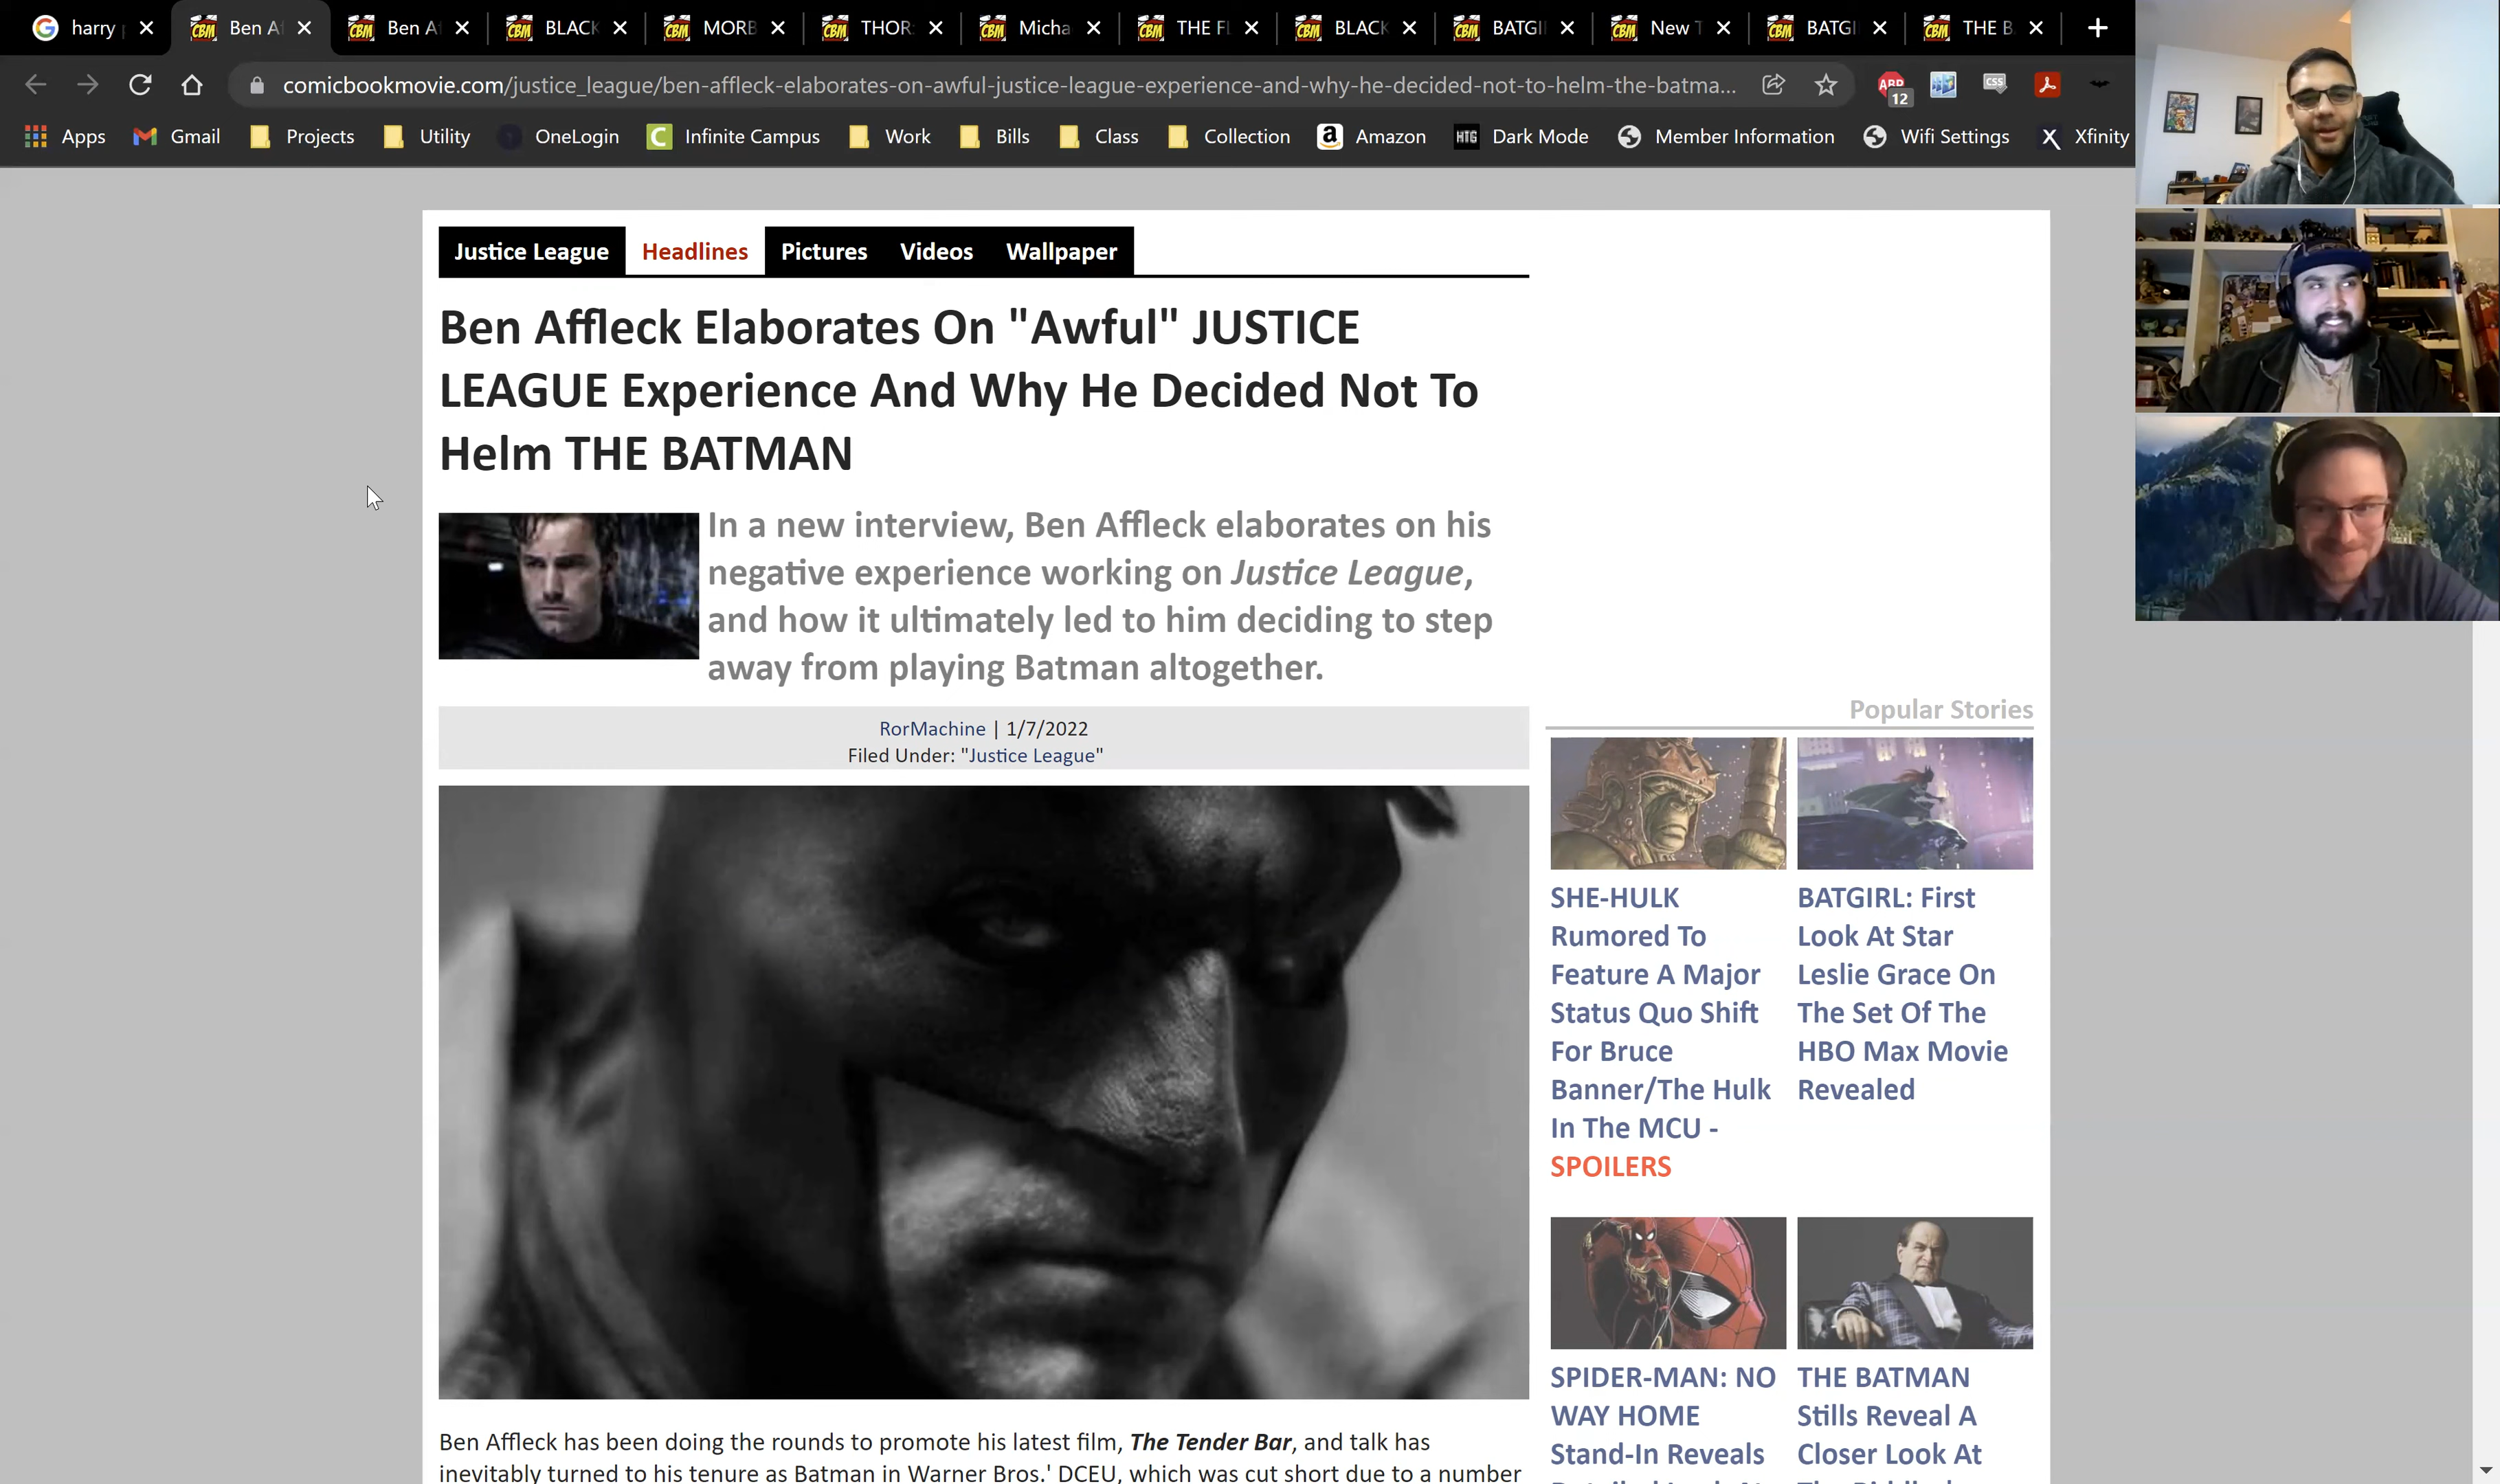 harry
Ben A
Ben A
BLACK
MORB
THOR:
Micha
THE F
BLACK
BATGI
New T
BATGI
THE B
comicbookmovie.com/justice_league/ben-affleck-elaborates-on-awful-justice-league-experience-and-why-he-decided-not-to-helm-the-batma...
ABP
12
CSS
Apps
Gmail
Projects
Utility
OneLogin
Infinite Campus
Work
Bills
Class
Collection
Amazon
HTG
Dark Mode
Member Information
Wifi Settings
Xfinity
Justice League
Headlines
Pictures
Videos
Wallpaper
Ben Affleck Elaborates On "Awful" JUSTICE
LEAGUE Experience And Why He Decided Not To
Helm THE BATMAN
In a new interview, Ben Affleck elaborates on his
negative experience working on Justice League,
and how it ultimately led to him deciding to step
away from playing Batman altogether.
RorMachine | 1/7/2022
Filed Under: "Justice League"
Ben Affleck has been doing the rounds to promote his latest film, The Tender Bar, and talk has
inevitably turned to his tenure as Batman in Warner Bros.' DCEU, which was cut short due to a number
Popular Stories
SHE-HULK
Rumored To
Feature A Major
Status Quo Shift
For Bruce
Banner/The Hulk
In The MCU -
SPOILERS
BATGIRL: First
Look At Star
Leslie Grace On
The Set Of The
HBO Max Movie
Revealed
SPIDER-MAN: NO
WAY HOME
Stand-In Reveals
THE BATMAN
Stills Reveal A
Closer Look At